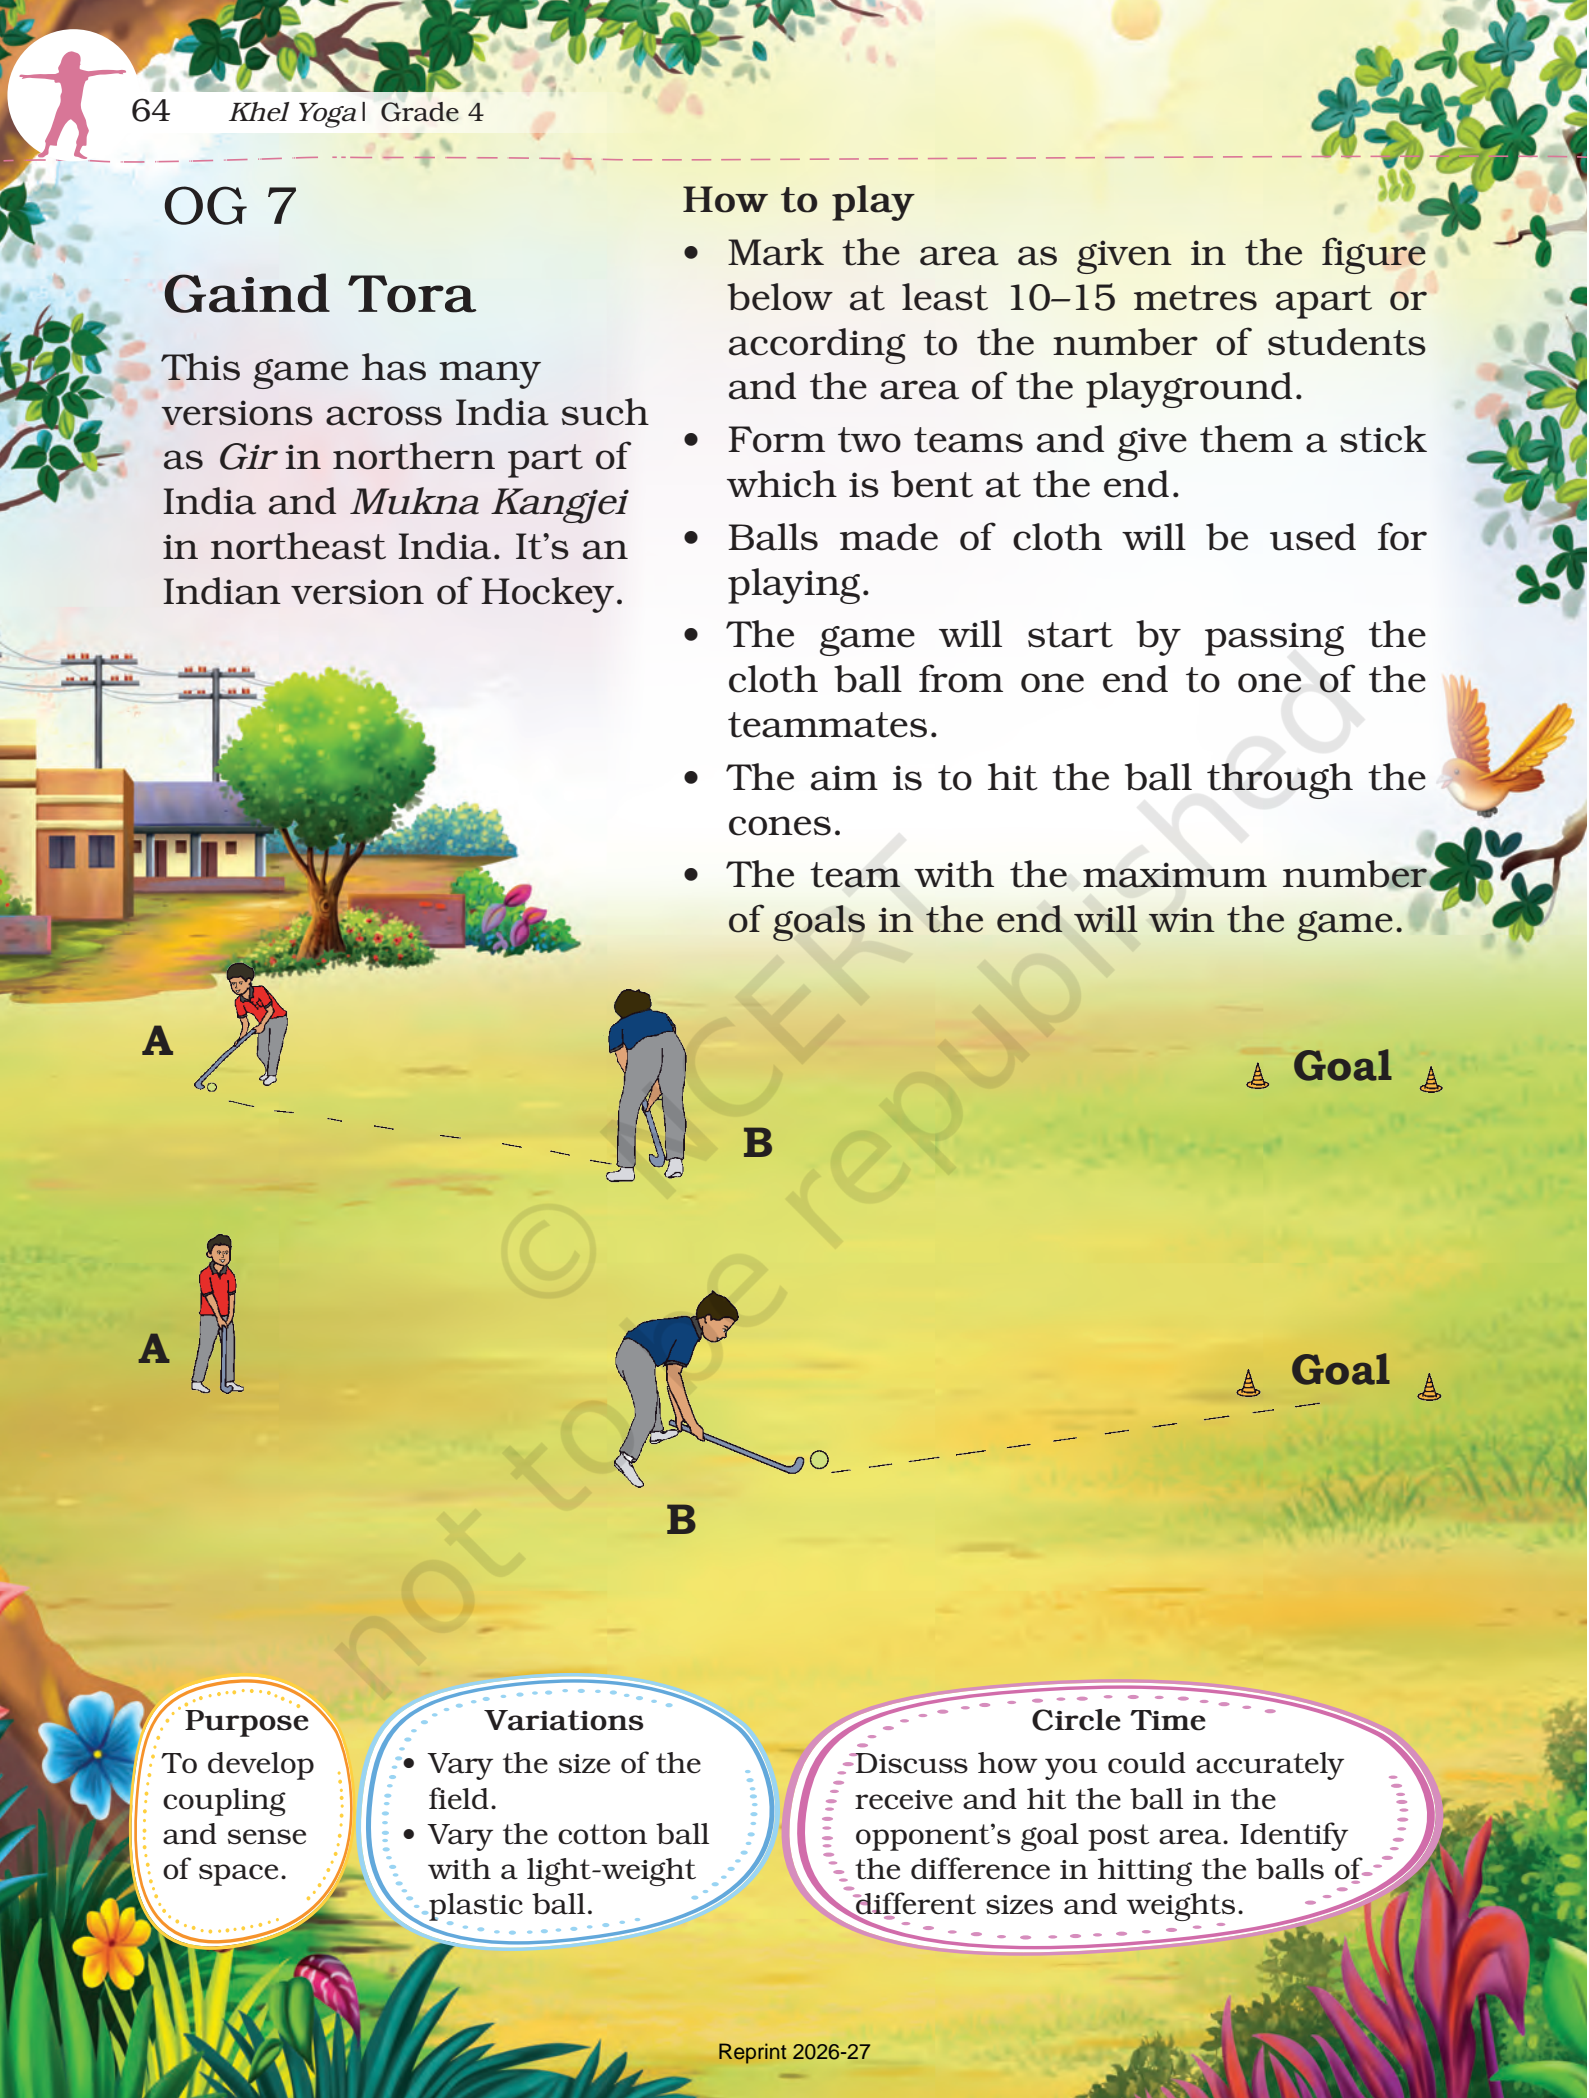 64 Khel Yoga | Grade 4
OG 7
Gaind Tora
This game has many
versions across India such
as Gir in northern part of
India and Mukna Kangjei
in northeast India. It’s an
Indian version of Hockey.
How to play
• Mark the area as given in the figure
below at least 10–15 metres apart or
according to the number of students
and the area of the playground.
• Form two teams and give them a stick
which is bent at the end.
• Balls made of cloth will be used for
playing.
• The game will start by passing the
cloth ball from one end to one of the
teammates.
• The aim is to hit the ball through the
cones.
• The team with the maximum number
of goals in the end will win the game.
A
B
Goal
A
B
Goal
© NCERT
not to be republished
Purpose
To develop
coupling
and sense
of space.
Variations
• Vary the size of the
field.
• Vary the cotton ball
with a light-weight
plastic ball.
Circle Time
Discuss how you could accurately
receive and hit the ball in the
opponent’s goal post area. Identify
the difference in hitting the balls of
different sizes and weights.
Reprint 2026-27